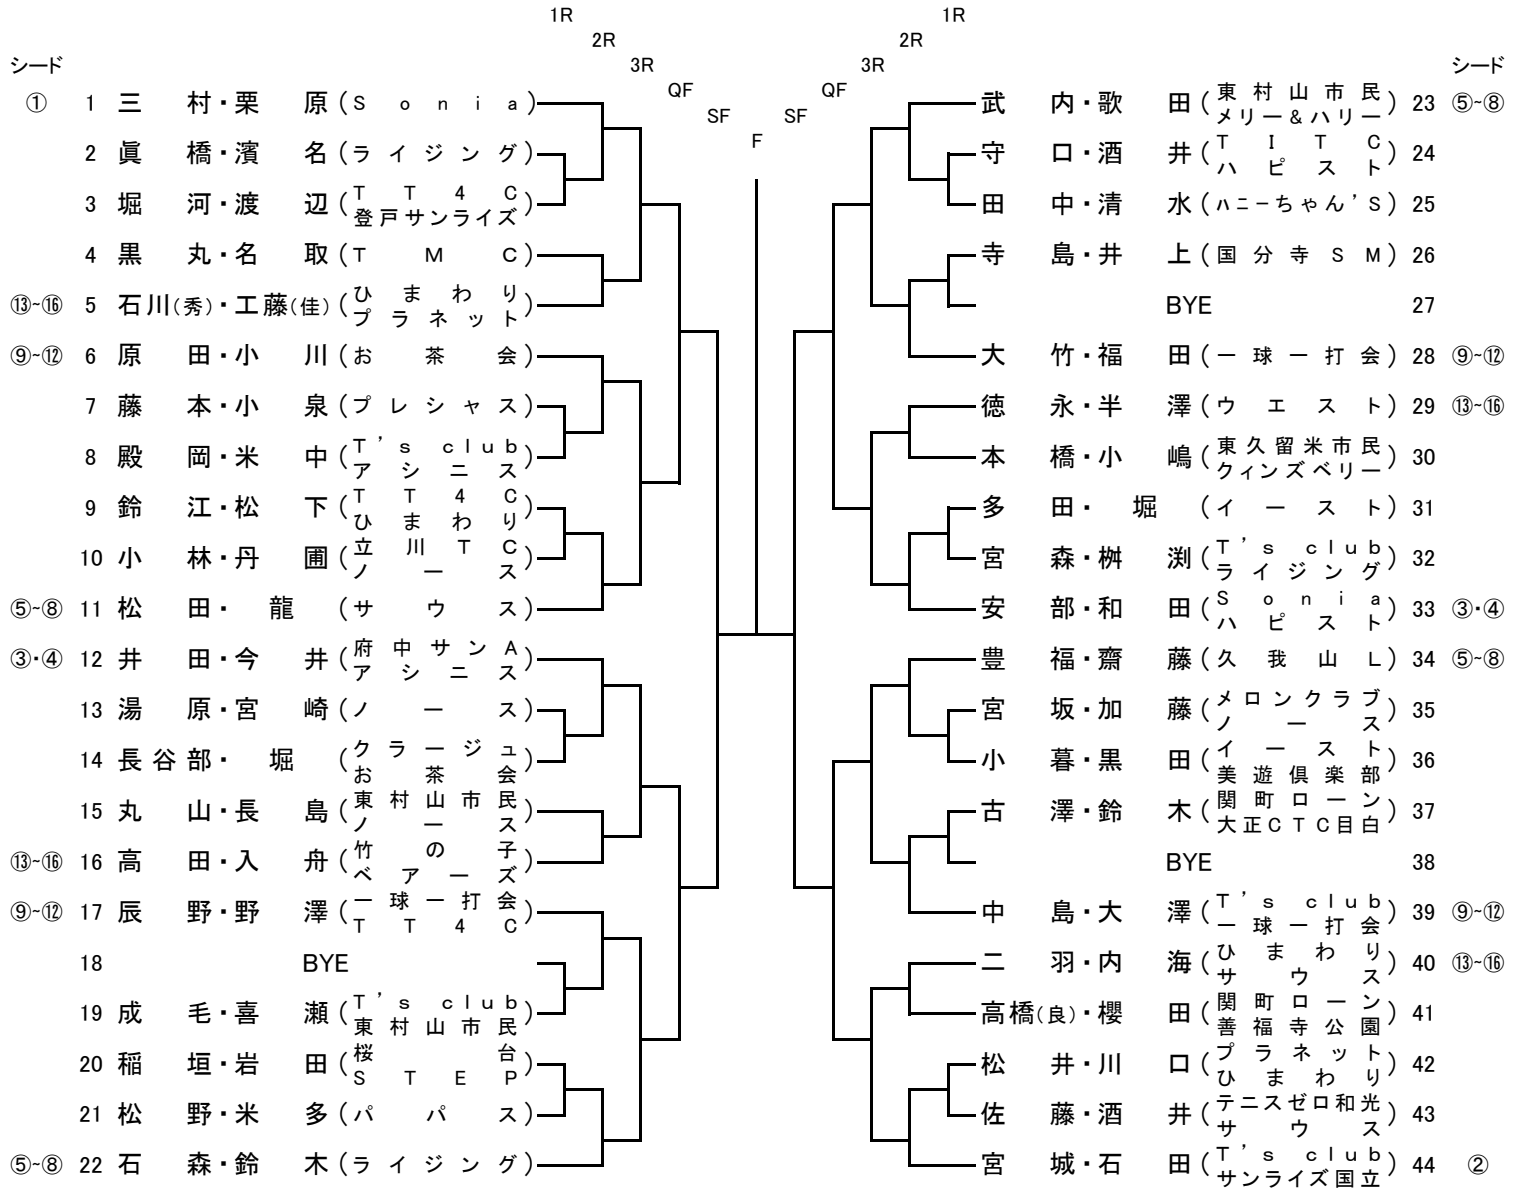 1R 1R
2R 2R
シード 3R 3R シード
QF QF
SF SF
F
① 1 三村・栗原(Sonia)
2 眞橋・濱名(ライジング)
3 堀河・渡辺(TT4C 登戸サンライズ)
4 黒丸・名取(TMC)
⑬~⑯ 5 石川(秀)・工藤(佳)(ひまわり プラネット)
⑨~⑫ 6 原田・小川(お茶会)
7 藤本・小泉(プレシャス)
8 殿岡・米中(T's club アシニス)
9 鈴江・松下(TT4C ひまわり)
10 小林・丹圃(立川TC ノース)
⑤~⑧ 11 松田・龍(サウス)
③・④ 12 井田・今井(府中サンA アシニス)
13 湯原・宮崎(ノース)
14 長谷部・堀(クラージュ お茶会)
15 丸山・長島(東村山市民 ノース)
⑬~⑯ 16 高田・入舟(竹の子 ベアーズ)
⑨~⑫ 17 辰野・野澤(一球一打会 TT4C)
18 BYE
19 成毛・喜瀬(T's club 東村山市民)
20 稲垣・岩田(桜台 STEP)
21 松野・米多(パパス)
⑤~⑧ 22 石森・鈴木(ライジング)
武内・歌田(東村山市民 メリー&ハリー) 23 ⑤~⑧
守口・酒井(TITC ハピスト) 24
田中・清水(ハニーちゃん'S) 25
寺島・井上(国分寺SM) 26
BYE 27
大竹・福田(一球一打会) 28 ⑨~⑫
徳永・半澤(ウエスト) 29 ⑬~⑯
本橋・小嶋(東久留米市民 クィンズベリー) 30
多田・堀(イースト) 31
宮森・桝渕(T's club ライジング) 32
安部・和田(Sonia ハピスト) 33 ③・④
豊福・齋藤(久我山L) 34 ⑤~⑧
宮坂・加藤(メロンクラブ ノース) 35
小暮・黒田(イースト 美遊倶楽部) 36
古澤・鈴木(関町ローン 大正CTC目白) 37
BYE 38
中島・大澤(T's club 一球一打会) 39 ⑨~⑫
二羽・内海(ひまわり サウス) 40 ⑬~⑯
高橋(良)・櫻田(関町ローン 善福寺公園) 41
松井・川口(プラネット ひまわり) 42
佐藤・酒井(テニスゼロ和光 サウス) 43
宮城・石田(T's club サンライズ国立) 44 ②